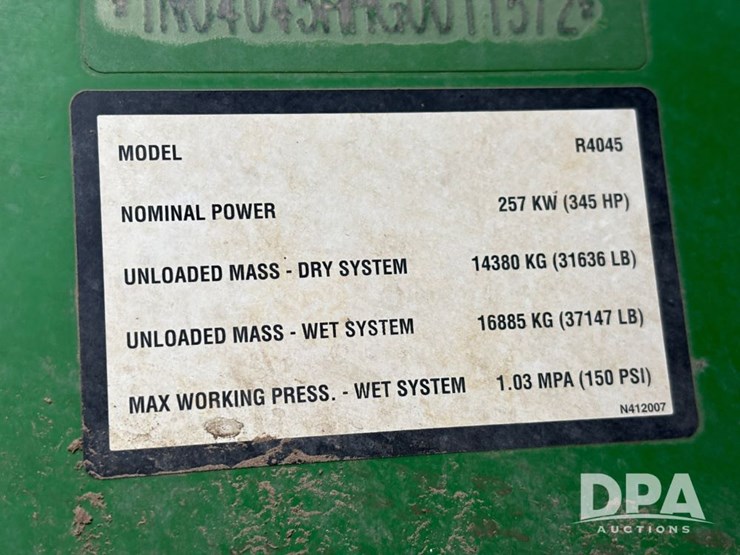 MODEL R4045
NOMINAL POWER 257 KW (345 HP)
UNLOADED MASS - DRY SYSTEM 14380 KG (31636 LB)
UNLOADED MASS - WET SYSTEM 16885 KG (37147 LB)
MAX WORKING PRESS. - WET SYSTEM 1.03 MPA (150 PSI)
N412007
DPA
AUCTIONS